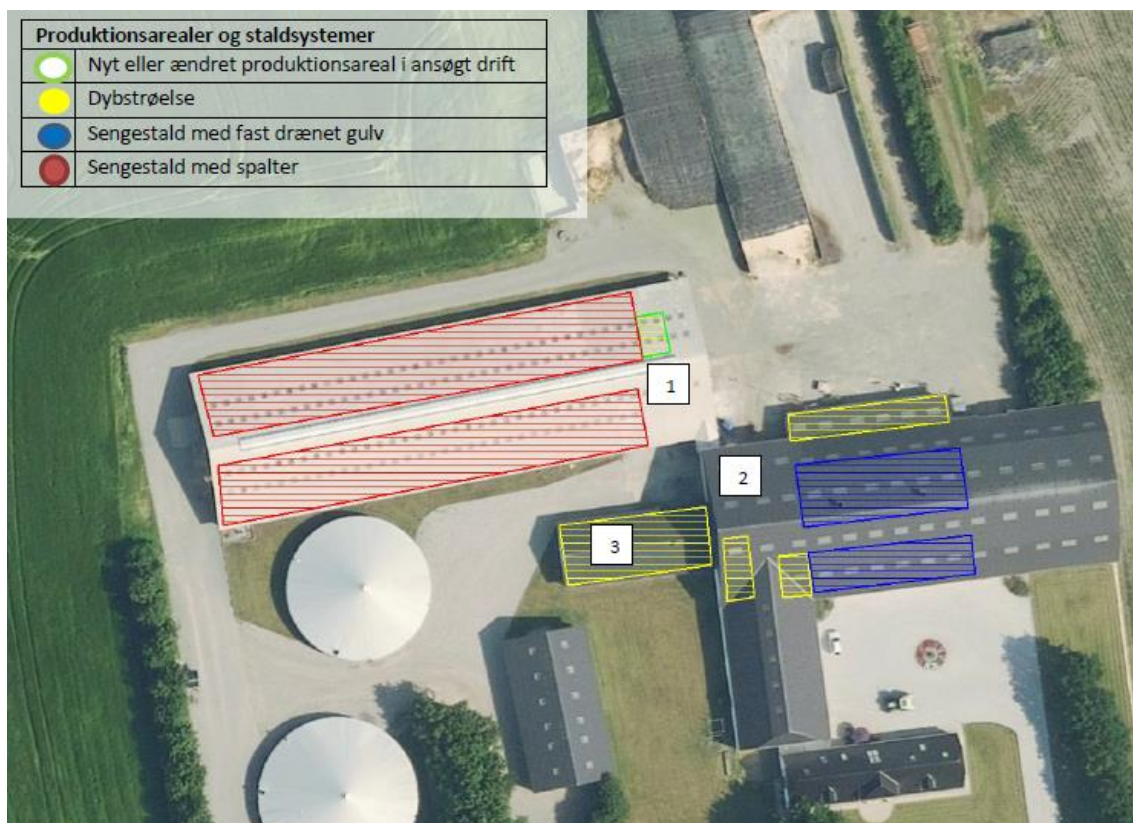 Produktionsarealer og staldsystemer
Nyt eller ændret produktionsareal i ansøgt drift
Dybstrøelse
Sengestald med fast drænet gulv
Sengestald med spalter
1
2
3